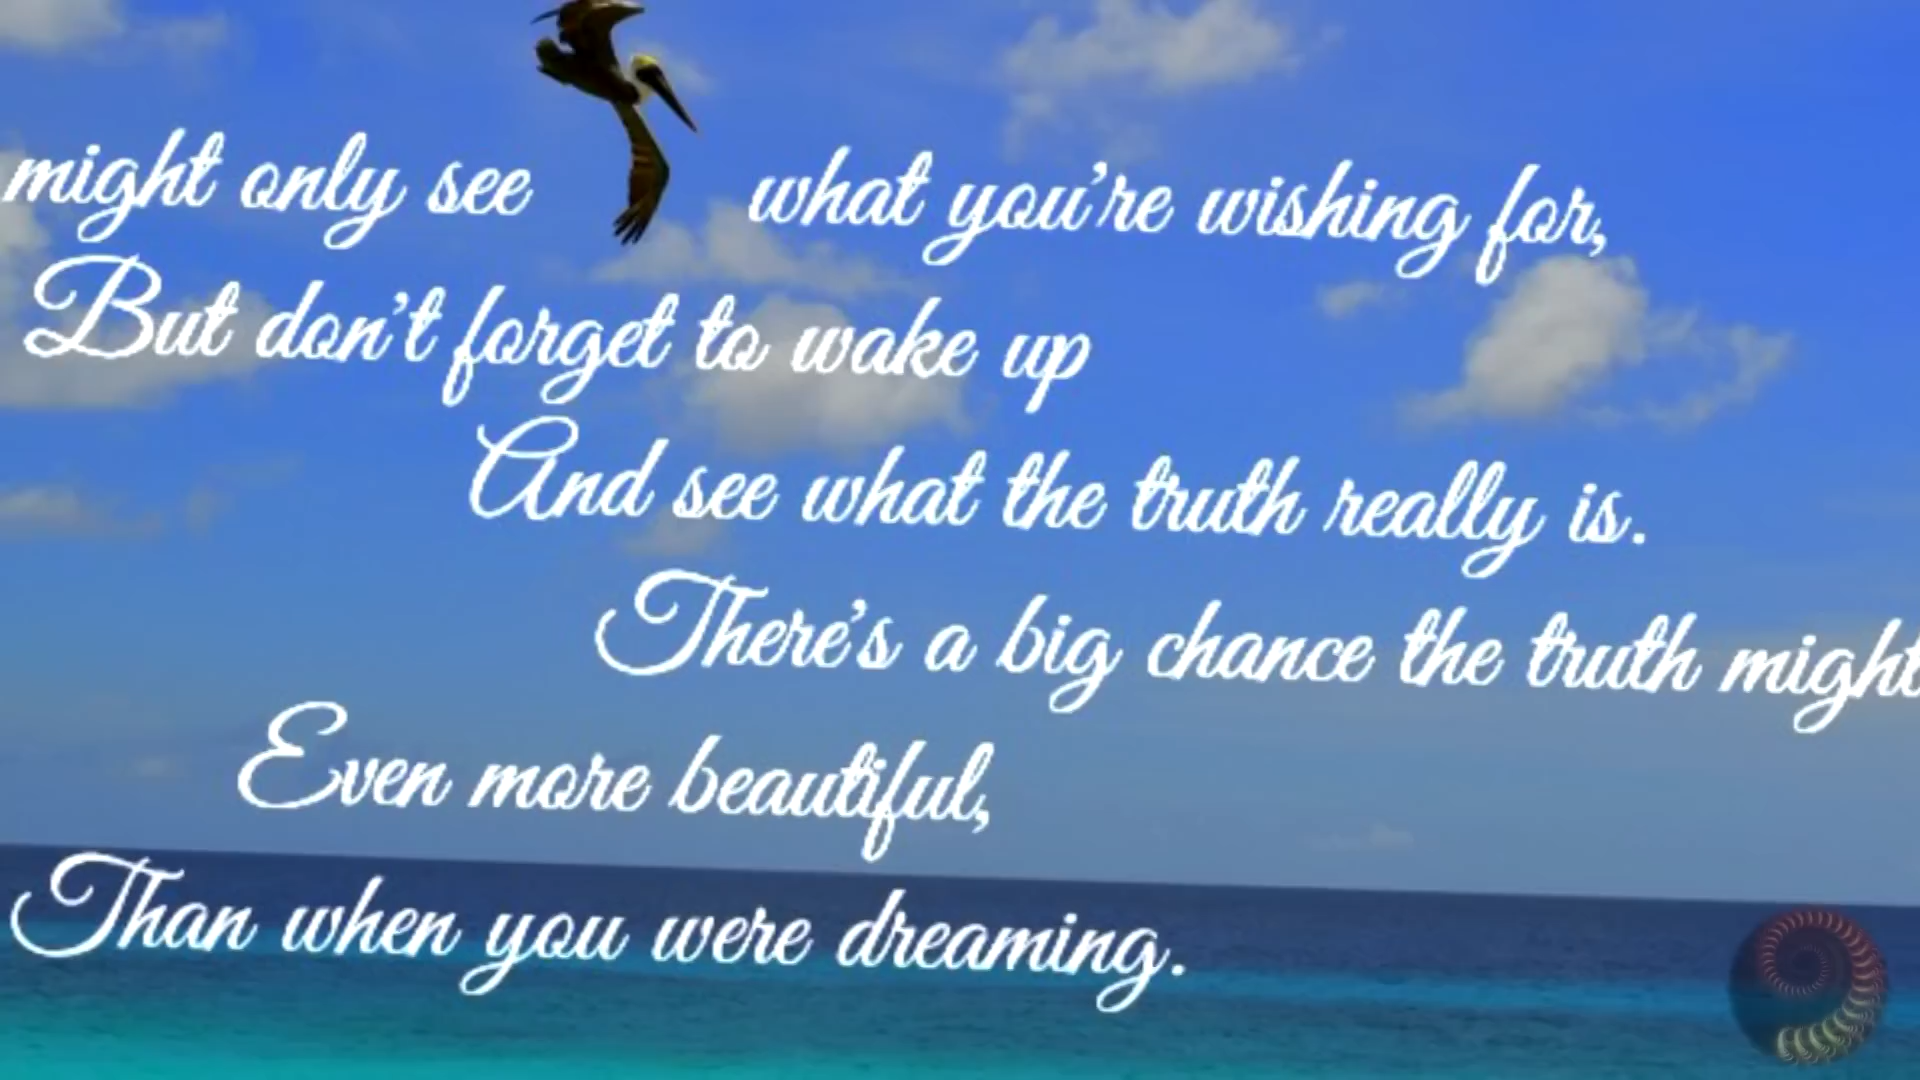 might only see what you're wishing for,
But don't forget to wake up
And see what the truth really is.
There's a big chance the truth might
Even more beautiful,
Than when you were dreaming.